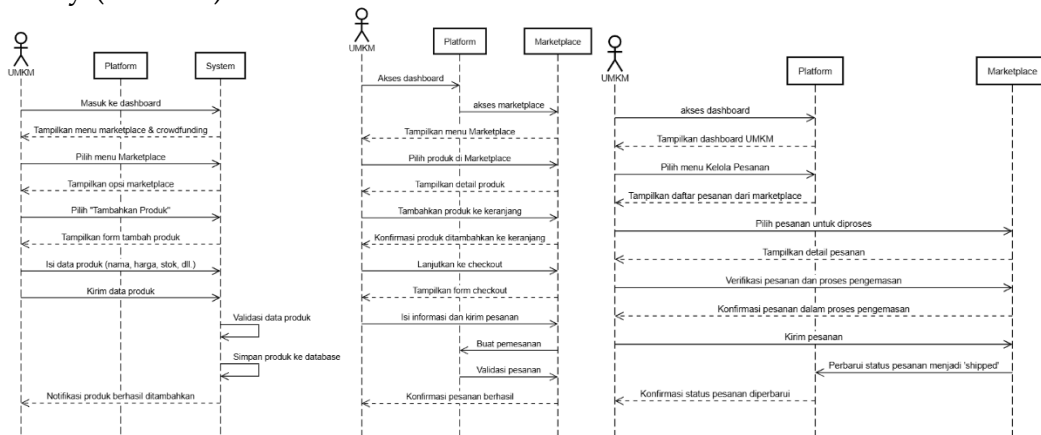 UMKM
Platform
System
Masuk ke dashboard
Tampilkan menu marketplace & crowdfunding
Pilih menu Marketplace
Tampilkan opsi marketplace
Pilih "Tambahkan Produk"
Tampilkan form tambah produk
Isi data produk (nama, harga, stok, dll.)
Kirim data produk
Validasi data produk
Simpan produk ke database
Notifikasi produk berhasil ditambahkan
UMKM
Platform
Marketplace
Akses dashboard
akses marketplace
Tampilkan menu Marketplace
Pilih produk di Marketplace
Tampilkan detail produk
Tambahkan produk ke keranjang
Konfirmasi produk ditambahkan ke keranjang
Lanjutkan ke checkout
Tampilkan form checkout
Isi informasi dan kirim pesanan
Buat pemesanan
Validasi pesanan
Konfirmasi pesanan berhasil
UMKM
Platform
Marketplace
akses dashboard
Tampilkan dashboard UMKM
Pilih menu Kelola Pesanan
Tampilkan daftar pesanan dari marketplace
Pilih pesanan untuk diproses
Tampilkan detail pesanan
Verifikasi pesanan dan proses pengemasan
Konfirmasi pesanan dalam proses pengemasan
Kirim pesanan
Perbarui status pesanan menjadi 'shipped'
Konfirmasi status pesanan diperbarui